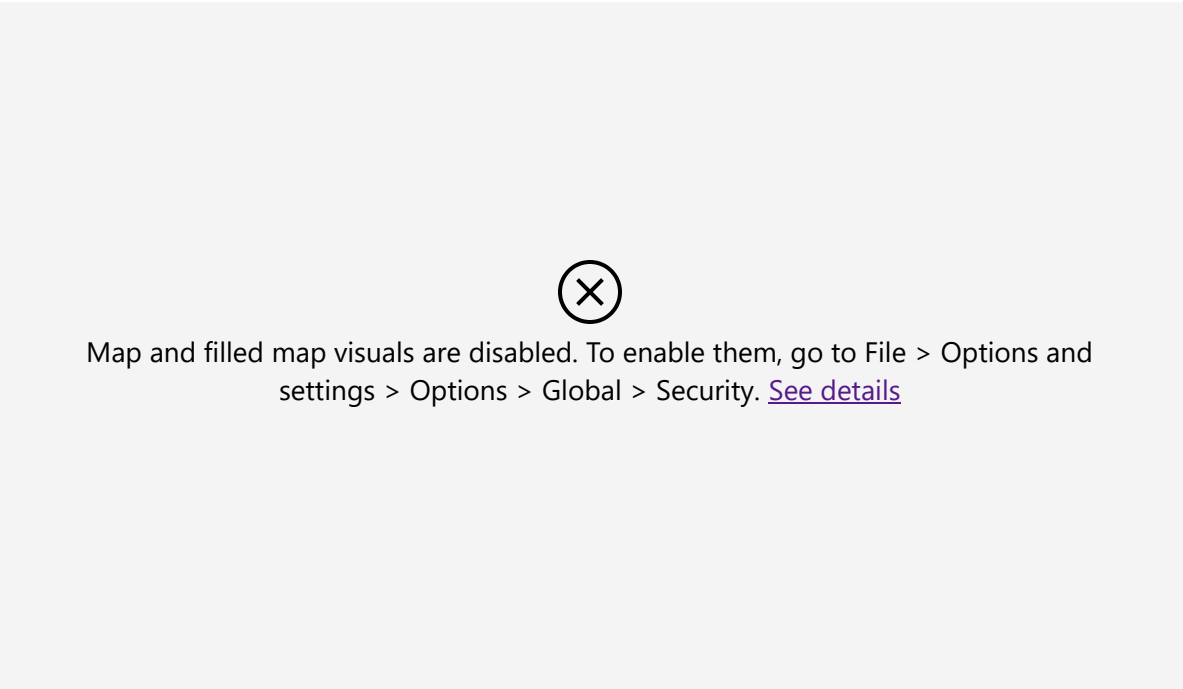 Map and filled map visuals are disabled. To enable them, go to File > Options and
settings > Options > Global > Security. See details